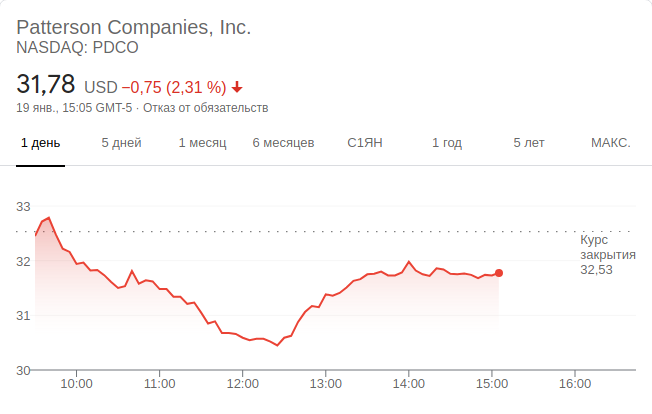 Patterson Companies, Inc.
NASDAQ: PDCO
31,78 USD −0,75 (2,31 %)
19 янв., 15:05 GMT-5 · Отказ от обязательств
1 день 5 дней 1 месяц 6 месяцев С1ЯН 1 год 5 лет МАКС.
33
Курс
закрытия
32,53
32
31
30
10:00 11:00 12:00 13:00 14:00 15:00 16:00